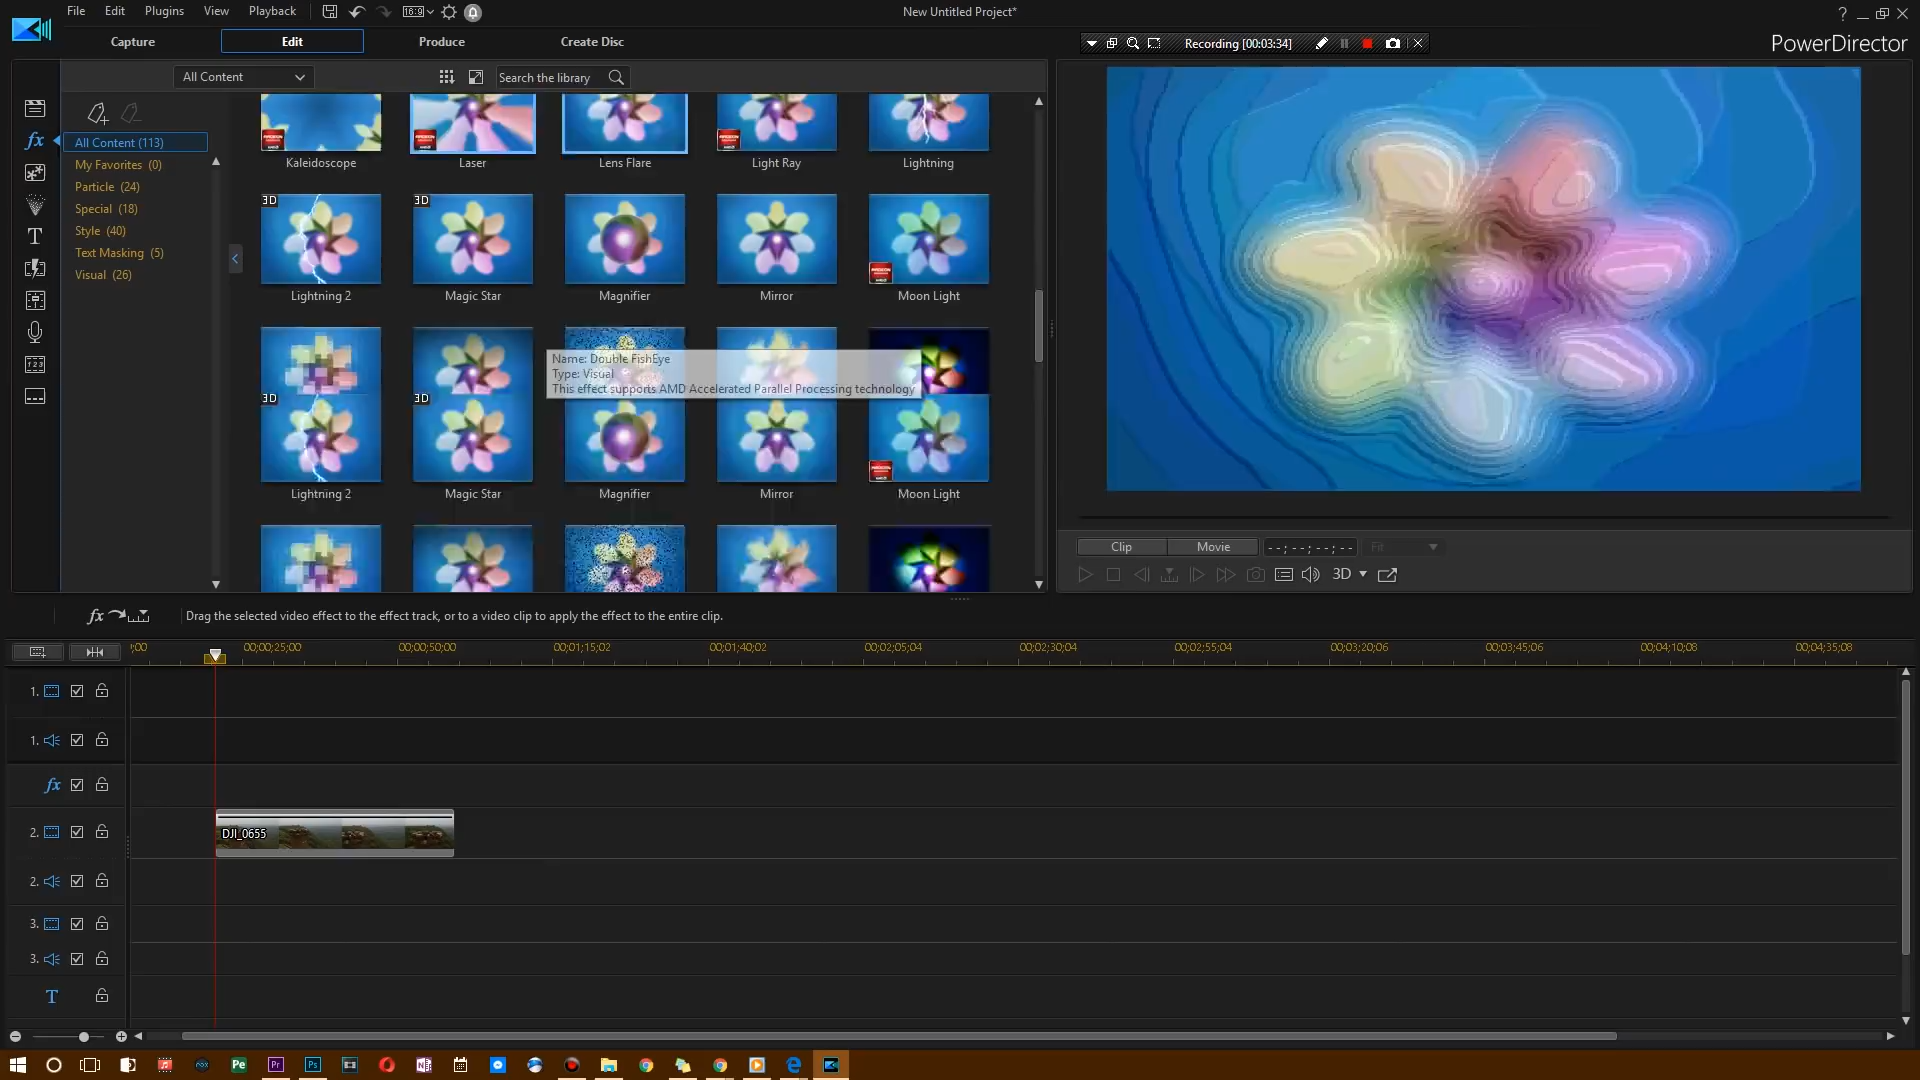 File Edit Plugins View Playback 16:9 New Untitled Project*
Capture Edit Produce Create Disc
Recording [00:03:34]
PowerDirector
All Content Search the library
All Content (113)
My Favorites (0)
Particle (24)
Special (18)
Style (40)
Text Masking (5)
Visual (26)
Kaleidoscope Laser Lens Flare Light Ray Lightning
3D 3D
Lightning 2 Magic Star Magnifier Mirror Moon Light
Name: Double FishEye
Type: Visual
This effect supports AMD Accelerated Parallel Processing technology
3D 3D
Lightning 2 Magic Star Magnifier Mirror Moon Light
Clip Movie --;--;--;-- Fit
3D
fx Drag the selected video effect to the effect track, or to a video clip to apply the effect to the entire clip.
;00 00;00;25;00 00;00;50;00 00;01;15;02 00;01;40;02 00;02;05;04 00;02;30;04 00;02;55;04 00;03;20;06 00;03;45;06 00;04;10;08 00;04;35;08
1.
1.
fx
2. DJI_0655
2.
3.
3.
T
Pe Pr Ps